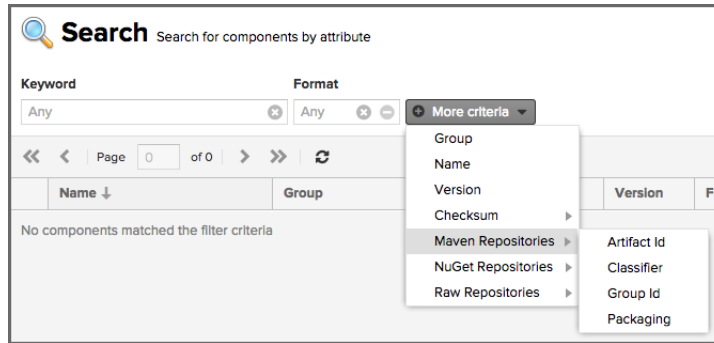 Search Search for components by attribute
Keyword Format
Any Any More criteria
Page 0 of 0
Group
Name
Version
Checksum
Maven Repositories
NuGet Repositories
Raw Repositories
Name Group Version F
No components matched the filter criteria
Artifact Id
Classifier
Group Id
Packaging